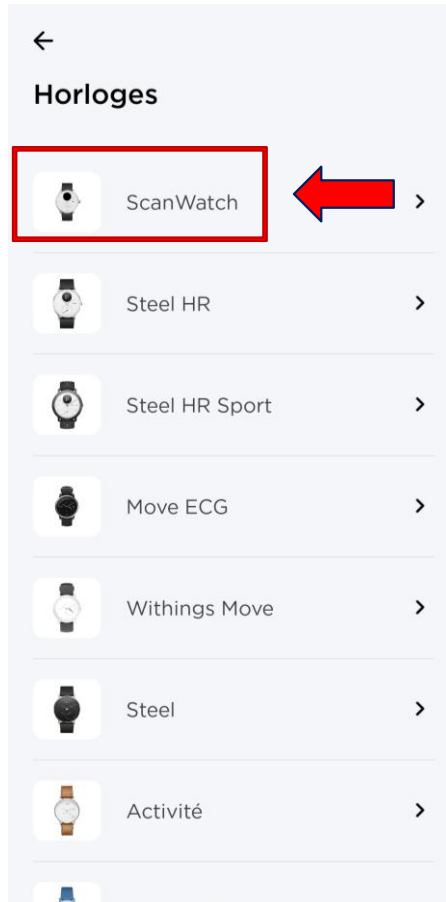 Horloges
ScanWatch
Steel HR
Steel HR Sport
Move ECG
Withings Move
Steel
Activité